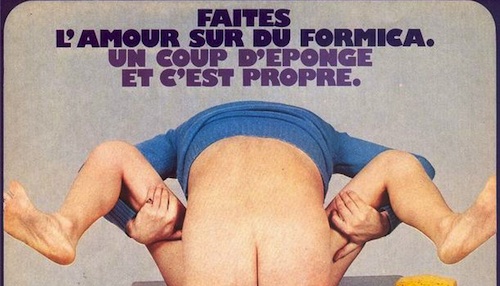 FAITES
L'AMOUR SUR DU FORMICA.
UN COUP D'EPONGE
ET C'EST PROPRE.